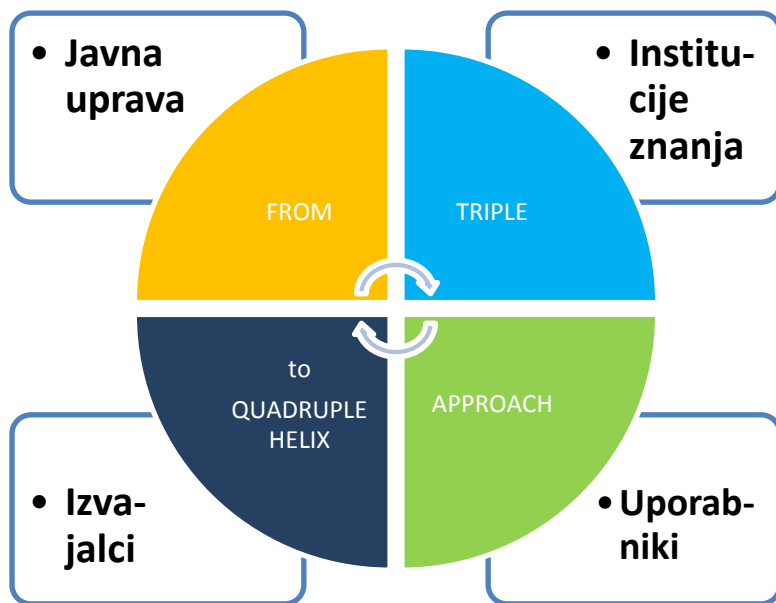 • Javna
uprava
• Institu-
cije
znanja
FROM
TRIPLE
to
QUADRUPLE
HELIX
APPROACH
• Izva-
jalci
• Uporab-
niki